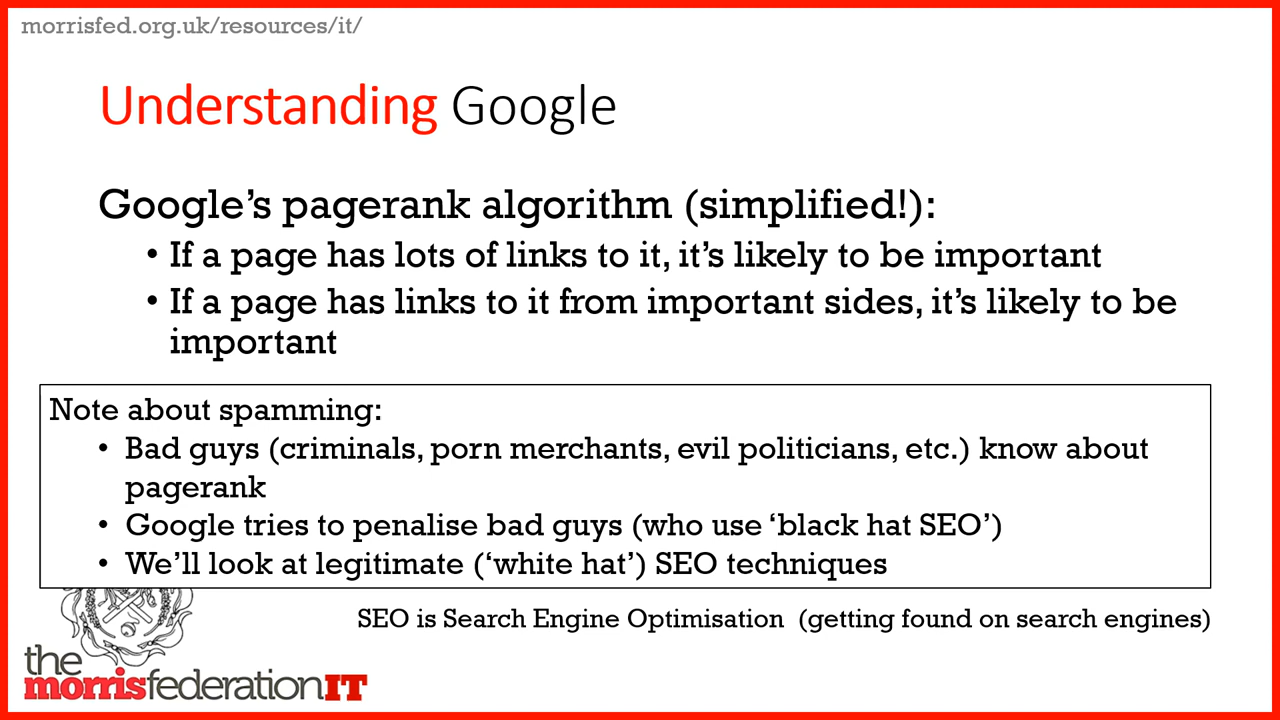 morrisfed.org.uk/resources/it/
Understanding Google
Google’s pagerank algorithm (simplified!):
• If a page has lots of links to it, it’s likely to be important
• If a page has links to it from important sides, it’s likely to be
important
Note about spamming:
• Bad guys (criminals, porn merchants, evil politicians, etc.) know about
pagerank
• Google tries to penalise bad guys (who use ‘black hat SEO’)
• We’ll look at legitimate (‘white hat’) SEO techniques
SEO is Search Engine Optimisation (getting found on search engines)
the
morrisfederationIT